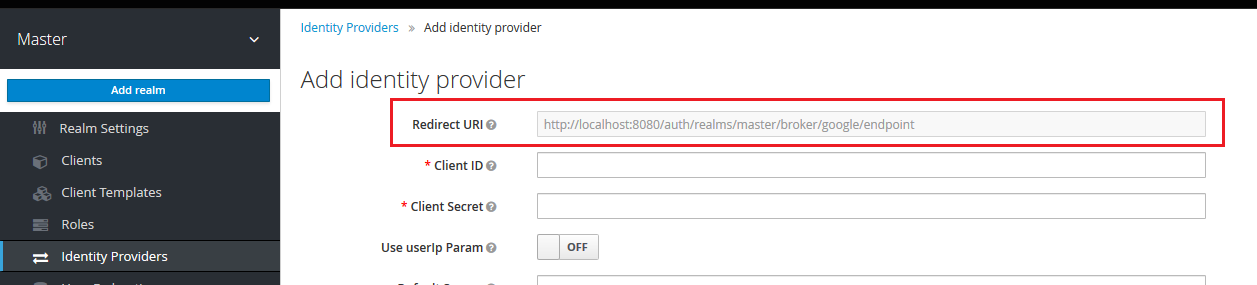 Master
Add realm
Realm Settings
Clients
Client Templates
Roles
Identity Providers
Identity Providers » Add identity provider
Add identity provider
Redirect URI
http://localhost:8080/auth/realms/master/broker/google/endpoint
* Client ID
* Client Secret
Use userIp Param
OFF